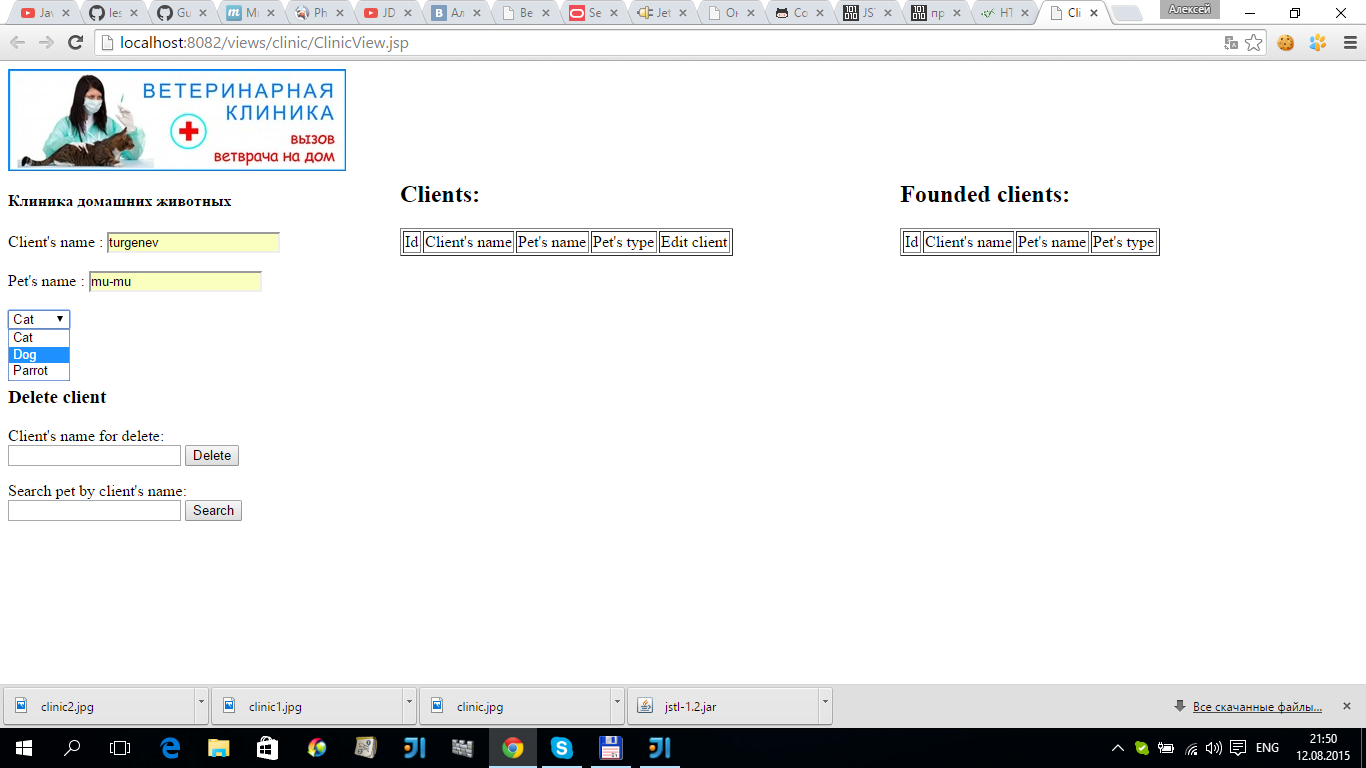 Jav
les
Gu
Mi
Ph
JD
Ал
Be
Se
Jet
Он
Co
JS
пр
HT
Cli
Алексей
localhost:8082/views/clinic/ClinicView.jsp
ВЕТЕРИНАРНАЯ
КЛИНИКА
вызов
ветврача на дом
Клиника домашних животных
Client's name : turgenev
Pet's name : mu-mu
Cat
Cat
Dog
Parrot
Delete client
Client's name for delete:
Delete
Search pet by client's name:
Search
Clients:
Id Client's name Pet's name Pet's type Edit client
Founded clients:
Id Client's name Pet's name Pet's type
clinic2.jpg
clinic1.jpg
clinic.jpg
jstl-1.2.jar
Все скачанные файлы...
ENG
21:50
12.08.2015